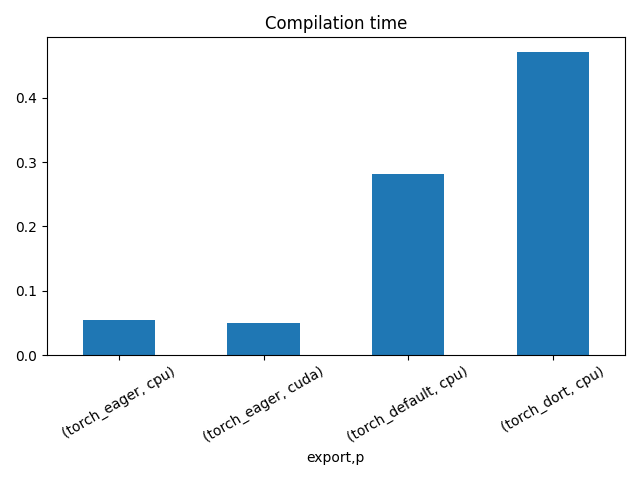 Compilation time
0.4
0.3
0.2
0.1
0.0
(torch_eager, cpu)
(torch_eager, cuda)
(torch_default, cpu)
(torch_dort, cpu)
export,p